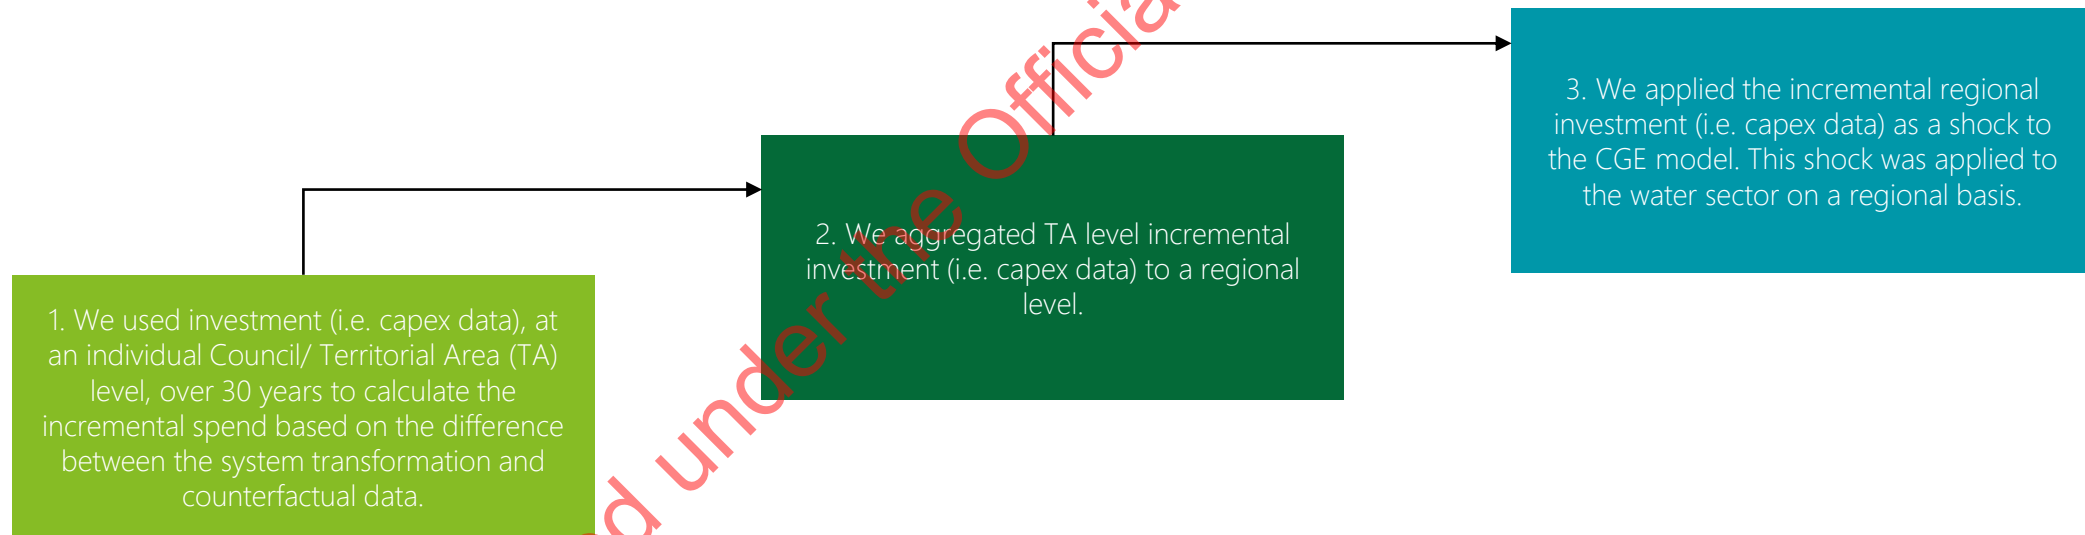 1. We used investment (i.e. capex data), at
an individual Council/ Territorial Area (TA)
level, over 30 years to calculate the
incremental spend based on the difference
between the system transformation and
counterfactual data.
2. We aggregated TA level incremental
investment (i.e. capex data) to a regional
level.
3. We applied the incremental regional
investment (i.e. capex data) as a shock to
the CGE model. This shock was applied to
the water sector on a regional basis.
under the